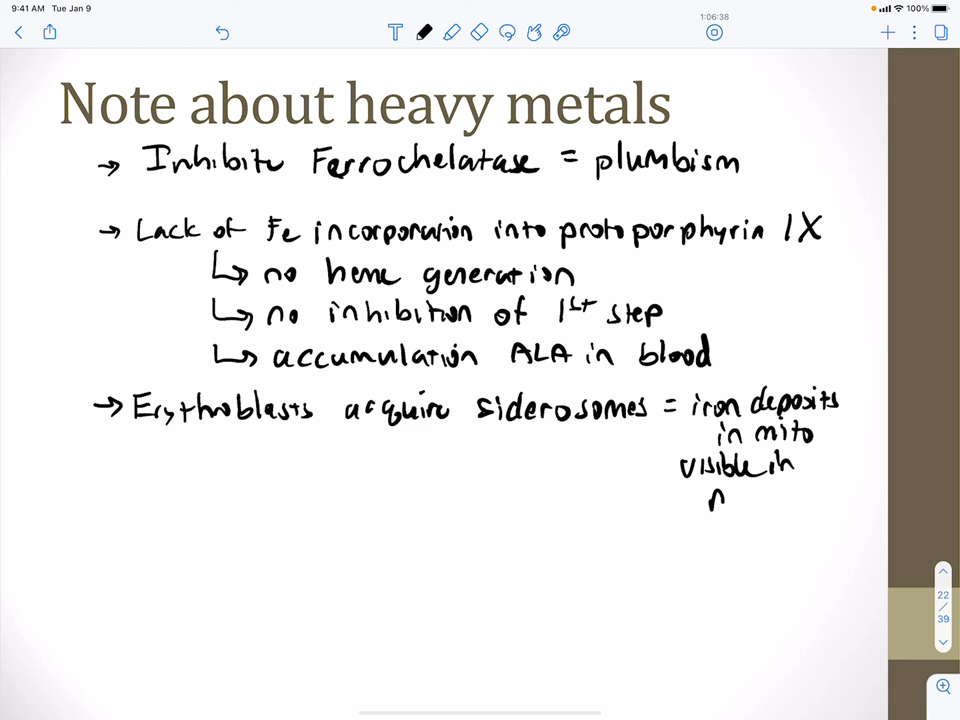 9:41 AM Tue Jan 9
100%
1:06:38
T
Note about heavy metals
→ Inhibits Ferrochelatase = plumbism
→ Lack of Fe incorporation into protoporphyrin IX
↳ no heme generation
↳ no inhibition of 1st step
↳ accumulation ALA in blood
→ Erythroblasts acquire siderosomes = iron deposits
in mito
visible in
22
/
39